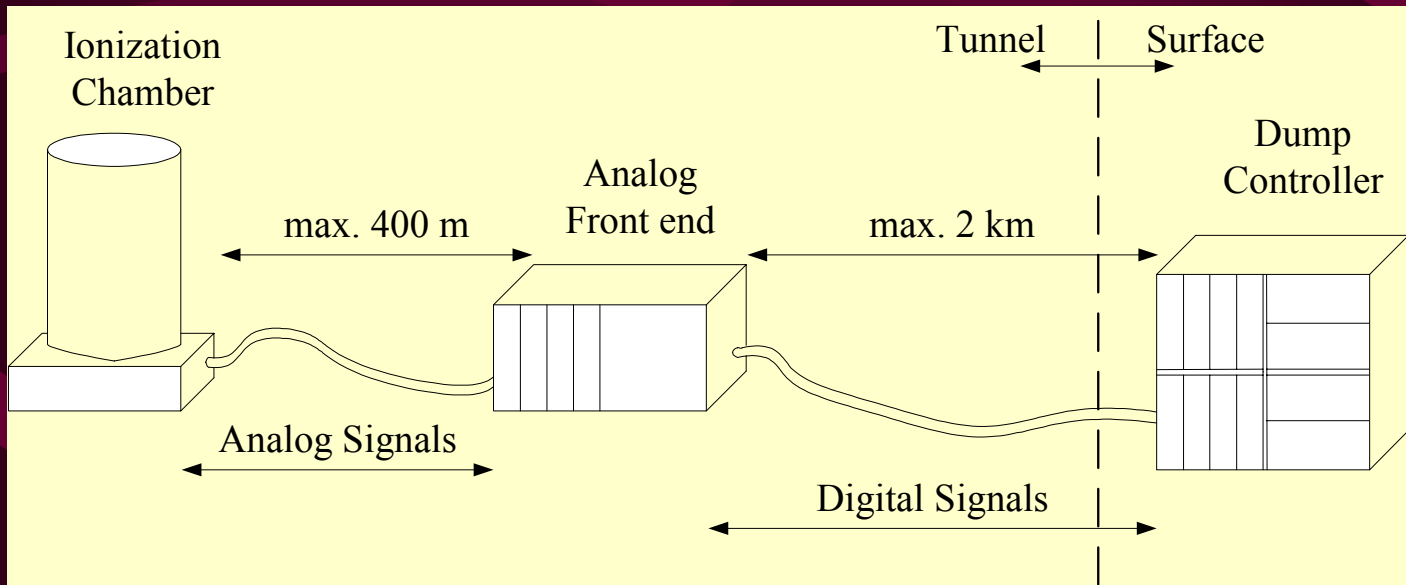 Ionization
Chamber
Tunnel
Surface
Dump
Controller
Analog
Front end
max. 400 m
max. 2 km
Analog Signals
Digital Signals